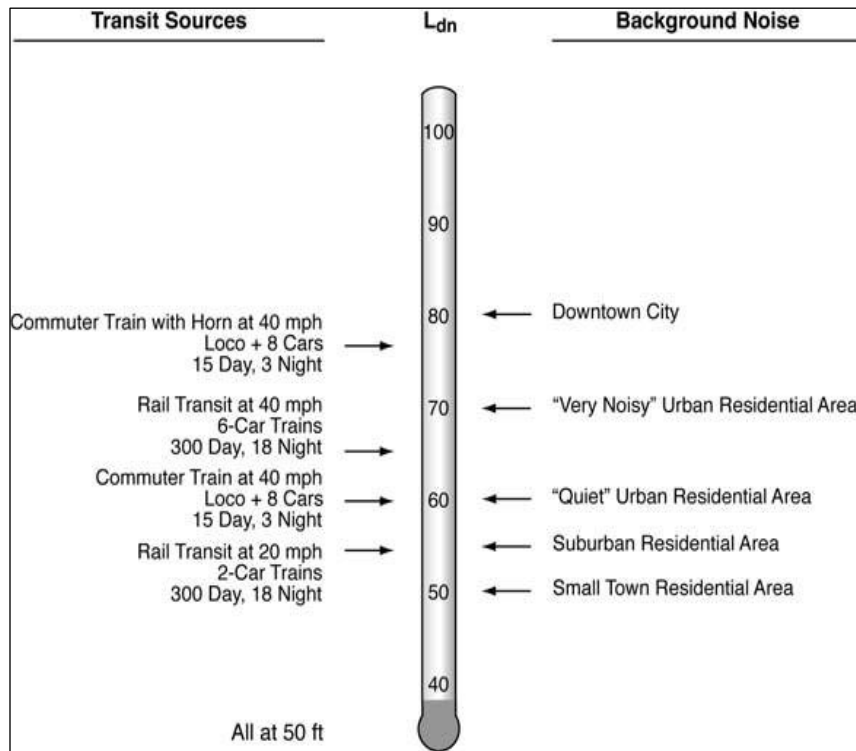 Transit Sources
Ldn
Background Noise
100
90
80
70
60
50
40
Commuter Train with Horn at 40 mph
Loco + 8 Cars
15 Day, 3 Night
Rail Transit at 40 mph
6-Car Trains
300 Day, 18 Night
Commuter Train at 40 mph
Loco + 8 Cars
15 Day, 3 Night
Rail Transit at 20 mph
2-Car Trains
300 Day, 18 Night
All at 50 ft
Downtown City
“Very Noisy” Urban Residential Area
“Quiet” Urban Residential Area
Suburban Residential Area
Small Town Residential Area